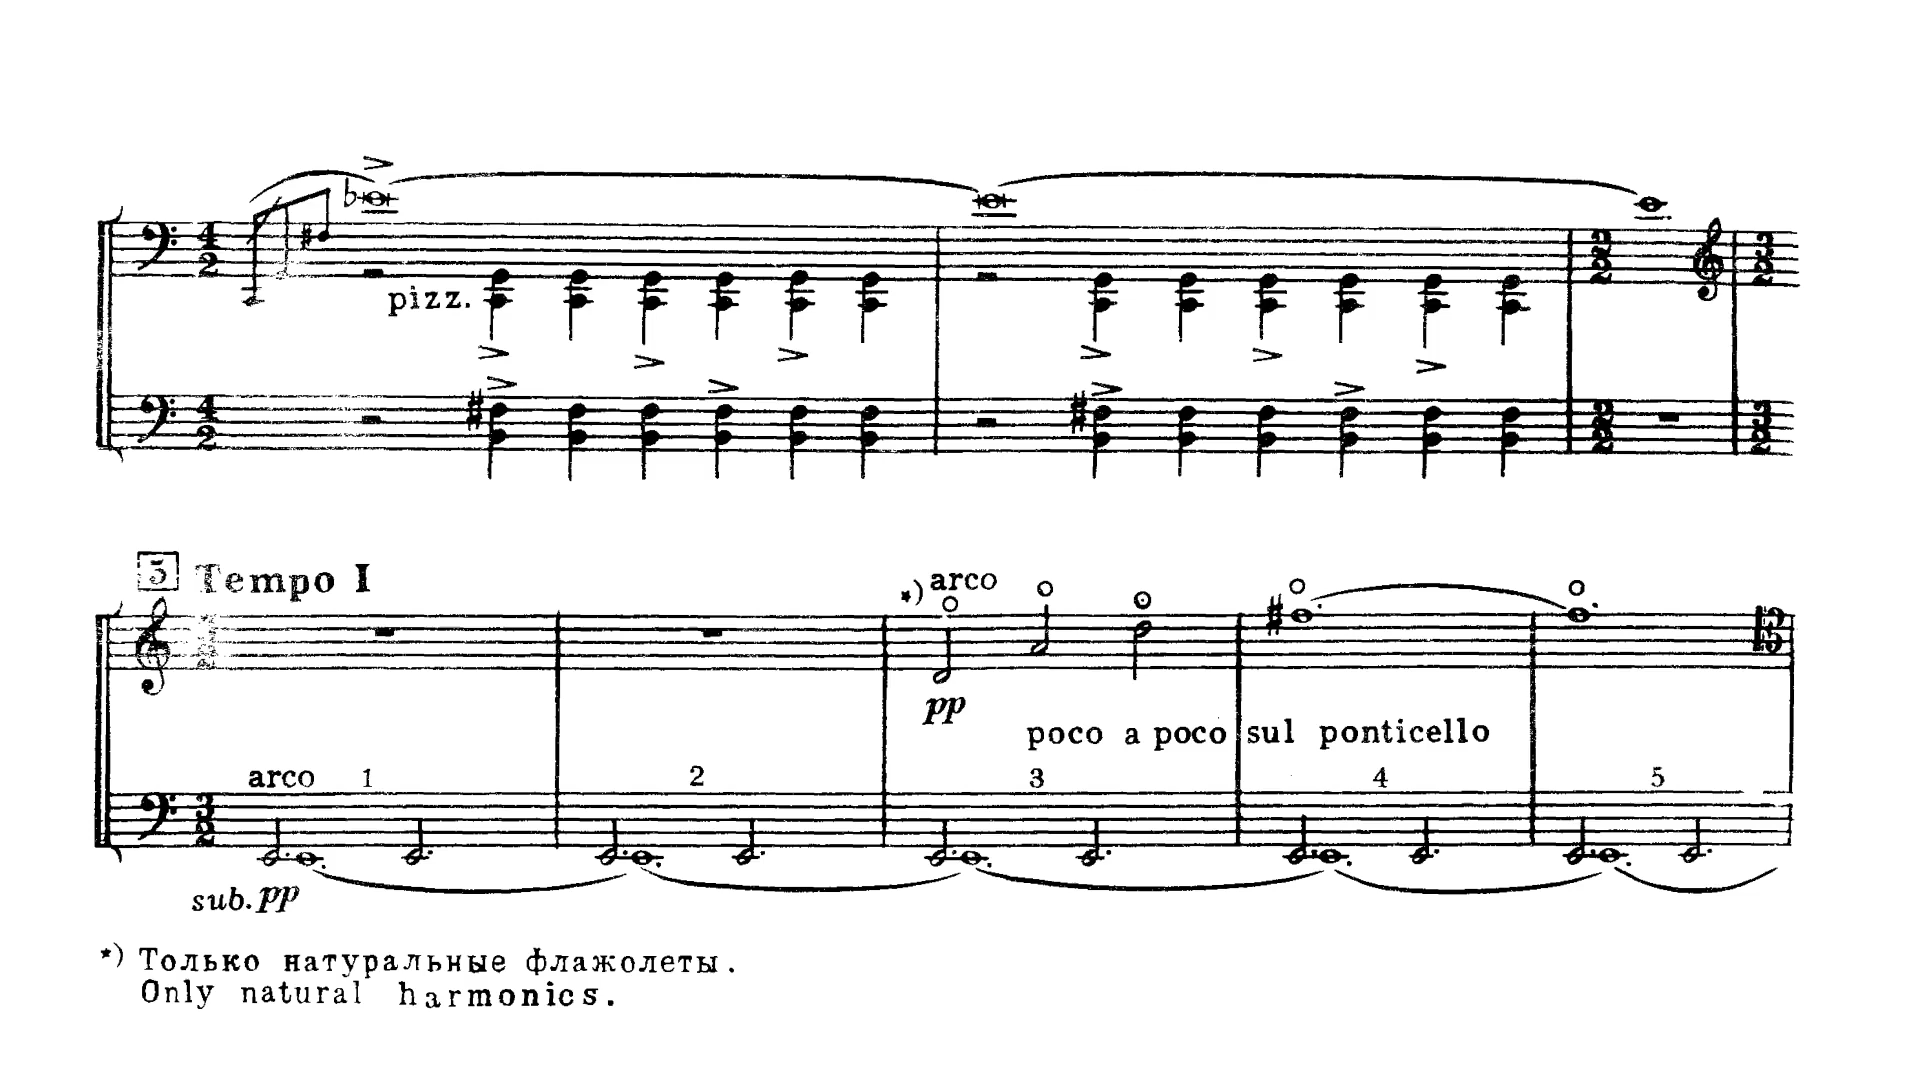 pizz.
5 Tempo I
*) arco
pp
poco a poco sul ponticello
arco 1 2 3 4 5
sub. pp
*) Только натуральные флажолеты.
Only natural harmonics.